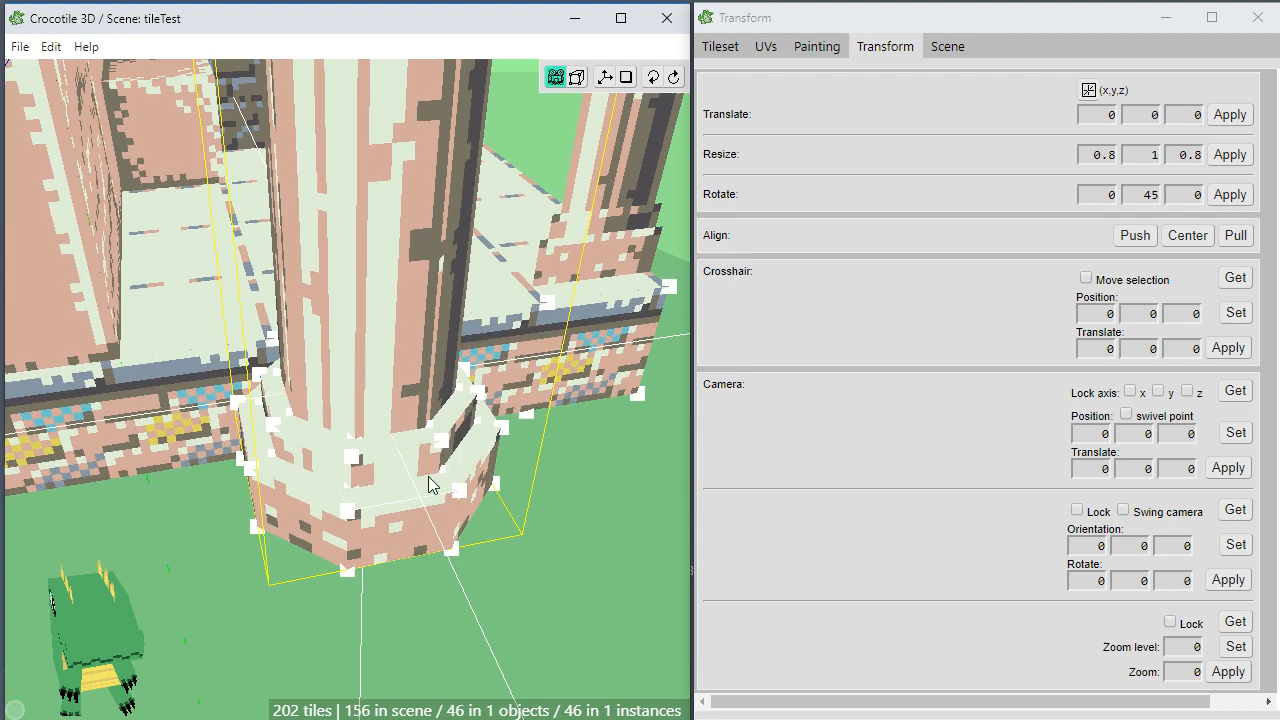 Crocotile 3D / Scene: tileTest
File Edit Help
202 tiles | 156 in scene / 46 in 1 objects / 46 in 1 instances
Transform
Tileset UVs Painting Transform Scene
(x,y,z)
Translate: 0 0 0 Apply
Resize: 0.8 1 0.8 Apply
Rotate: 0 45 0 Apply
Align: Push Center Pull
Crosshair: Move selection Get
Position:
0 0 0 Set
Translate:
0 0 0 Apply
Camera: Lock axis: x y z Get
Position: swivel point
0 0 0 Set
Translate:
0 0 0 Apply
Lock Swing camera Get
Orientation:
0 0 0 Set
Rotate:
0 0 0 Apply
Lock Get
Zoom level: 0 Set
Zoom: 0 Apply